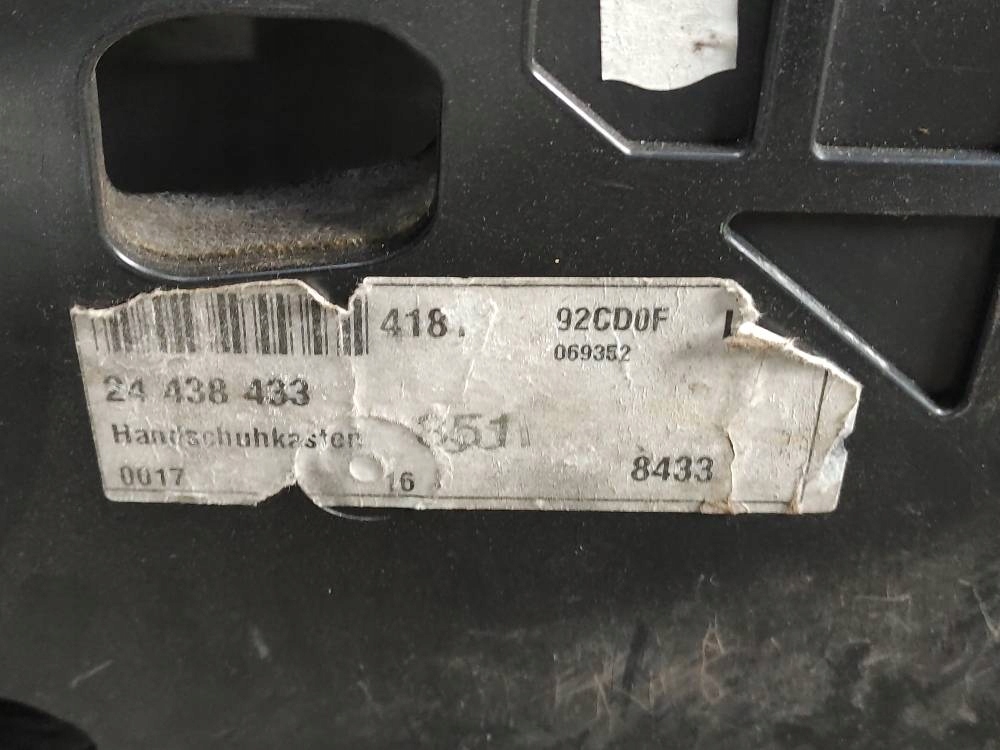 418
92CD0F
069352
24 438 433
Handschuhkasten
351
8433
0017
16